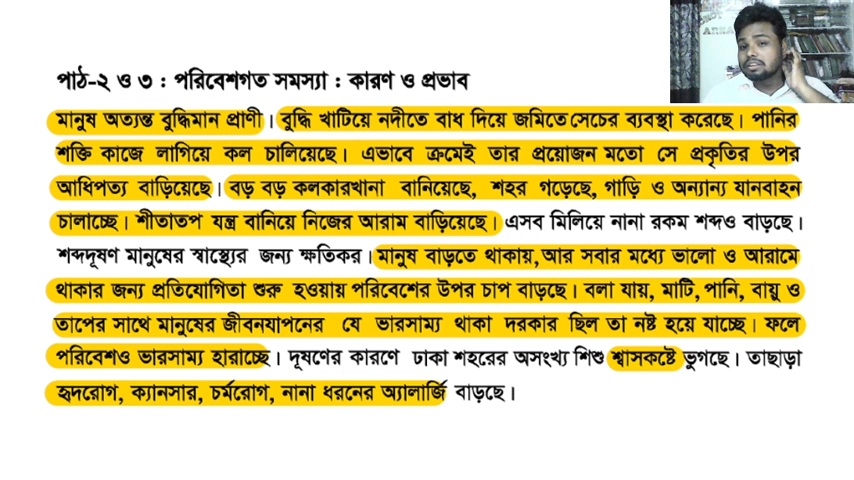 পাঠ-২ ও ৩ : পরিবেশগত সমস্যা : কারণ ও প্রভাব
মানুষ অত্যন্ত বুদ্ধিমান প্রাণী। বুদ্ধি খাটিয়ে নদীতে বাধ দিয়ে জমিতে সেচের ব্যবস্থা করেছে। পানির
শক্তি কাজে লাগিয়ে কল চালিয়েছে। এভাবে ক্রমেই তার প্রয়োজন মতো সে প্রকৃতির উপর
আধিপত্য বাড়িয়েছে। বড় বড় কলকারখানা বানিয়েছে, শহর গড়েছে, গাড়ি ও অন্যান্য যানবাহন
চালাচ্ছে। শীতাতপ যন্ত্র বানিয়ে নিজের আরাম বাড়িয়েছে। এসব মিলিয়ে নানা রকম শব্দও বাড়ছে।
শব্দদূষণ মানুষের স্বাস্থ্যের জন্য ক্ষতিকর। মানুষ বাড়তে থাকায়, আর সবার মধ্যে ভালো ও আরামে
থাকার জন্য প্রতিযোগিতা শুরু হওয়ায় পরিবেশের উপর চাপ বাড়ছে। বলা যায়, মাটি, পানি, বায়ু ও
তাপের সাথে মানুষের জীবনযাপনের যে ভারসাম্য থাকা দরকার ছিল তা নষ্ট হয়ে যাচ্ছে। ফলে
পরিবেশও ভারসাম্য হারাচ্ছে। দূষণের কারণে ঢাকা শহরের অসংখ্য শিশু শ্বাসকষ্টে ভুগছে। তাছাড়া
হৃদরোগ, ক্যানসার, চর্মরোগ, নানা ধরনের অ্যালার্জি বাড়ছে।